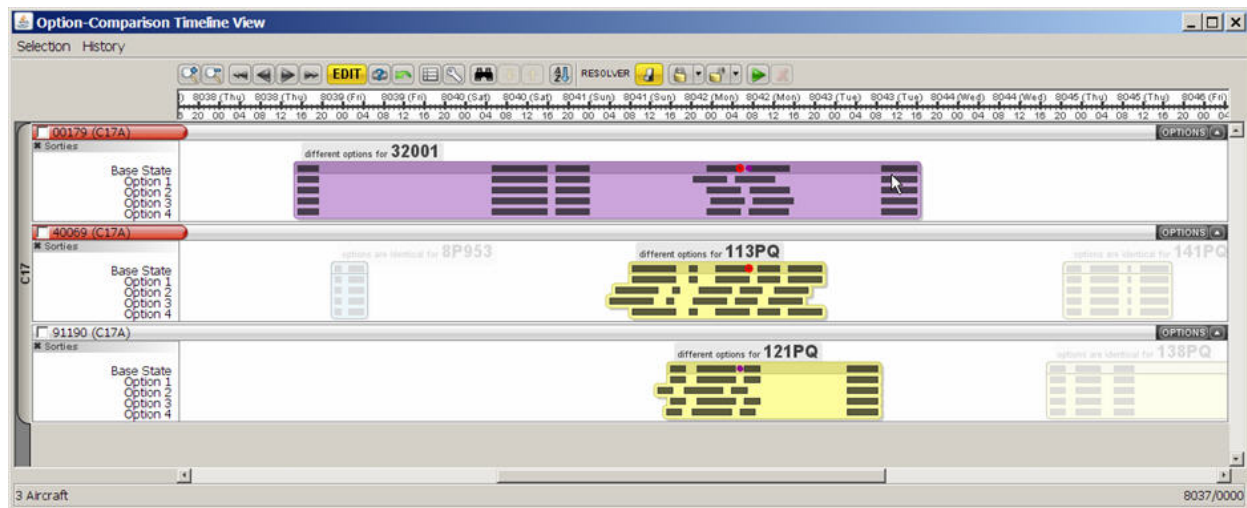 Option-Comparison Timeline View
Selection History
EDIT RESOLVER
8038 (Thu) 8038 (Thu) 8039 (Fri) 8039 (Fri) 8040 (Sat) 8040 (Sat) 8041 (Sun) 8041 (Sun) 8042 (Mon) 8042 (Mon) 8043 (Tue) 8043 (Tue) 8044 (Wed) 8044 (Wed) 8045 (Thu) 8045 (Thu) 8046 (Fri)
20 00 04 08 12 16 20 00 04 08 12 16 20 00 04 08 12 16 20 00 04 08 12 16 20 00 04 08 12 16 20 00 04 08 12 16 20 00 04 08 12 16 20 00 04 08 12 16 20 00 04
00179 (C17A) OPTIONS
Sorties
different options for 32001
Base State
Option 1
Option 2
Option 3
Option 4
40069 (C17A) OPTIONS
Sorties
options are identical for 8P953 different options for 113PQ options are identical for 141PQ
Base State
Option 1
Option 2
Option 3
Option 4
C17
91190 (C17A) OPTIONS
Sorties
different options for 121PQ options are identical for 138PQ
Base State
Option 1
Option 2
Option 3
Option 4
3 Aircraft 8037/0000